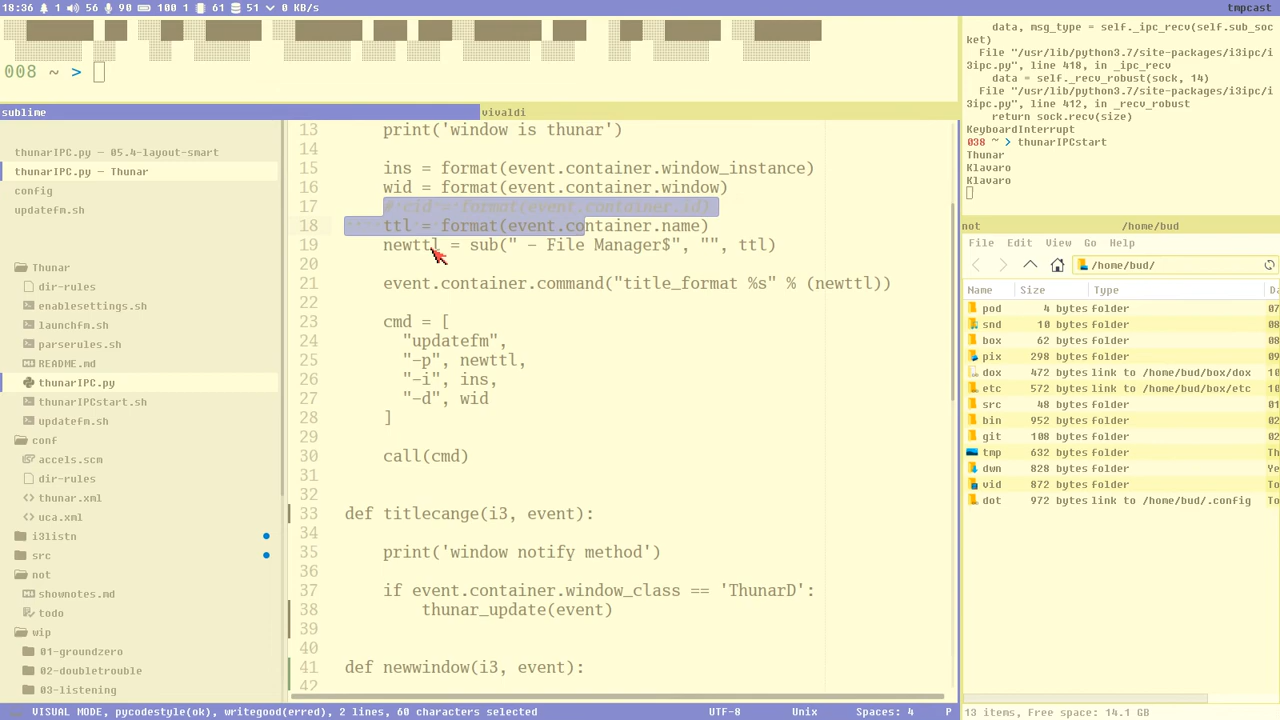 18:36 1 56 90 100 1 61 51 0 KB/s
tmpcast
008 ~ >
sublime
vivaldi
thunarIPC.py — 05.4-layout-smart
thunarIPC.py — Thunar
config
updatefm.sh
Thunar
dir-rules
enablesettings.sh
launchfm.sh
parserules.sh
README.md
thunarIPC.py
thunarIPCstart.sh
updatefm.sh
conf
accels.scm
dir-rules
thunar.xml
uca.xml
i3listn
src
not
shownotes.md
todo
wip
01-groundzero
02-doubletrouble
03-listening
13 print('window is thunar')
14
15 ins = format(event.container.window_instance)
16 wid = format(event.container.window)
17 # cid = format(event.container.id)
18 ttl = format(event.container.name)
19 newttl = sub(" - File Manager$", "", ttl)
20
21 event.container.command("title_format %s" % (newttl))
22
23 cmd = [
24 "updatefm",
25 "-p", newttl,
26 "-i", ins,
27 "-d", wid
28 ]
29
30 call(cmd)
31
32
33 def titlecange(i3, event):
34
35 print('window notify method')
36
37 if event.container.window_class == 'ThunarD':
38 thunar_update(event)
39
40
41 def newwindow(i3, event):
42
VISUAL MODE, pycodestyle(ok), writegood(erred), 2 lines, 60 characters selected UTF-8 Unix Spaces: 4 P
data, msg_type = self._ipc_recv(self.sub_soc
ket)
File "/usr/lib/python3.7/site-packages/i3ipc/i
3ipc.py", line 418, in _ipc_recv
data = self._recv_robust(sock, 14)
File "/usr/lib/python3.7/site-packages/i3ipc/i
3ipc.py", line 412, in _recv_robust
return sock.recv(size)
KeyboardInterrupt
038 ~ > thunarIPCstart
Thunar
Klavaro
Klavaro
not /home/bud/
File Edit View Go Help
/home/bud/
Name Size Type Da
pod 4 bytes folder 07
snd 10 bytes folder 02
box 62 bytes folder 08
pix 298 bytes folder 02
dox 472 bytes link to /home/bud/box/dox 10
etc 572 bytes link to /home/bud/box/etc 10
src 48 bytes folder 01
bin 952 bytes folder 02
git 108 bytes folder 02
tmp 632 bytes folder Th
dwn 828 bytes folder Ye
vid 872 bytes folder To
dot 972 bytes link to /home/bud/.config To
13 items, Free space: 14.1 GB